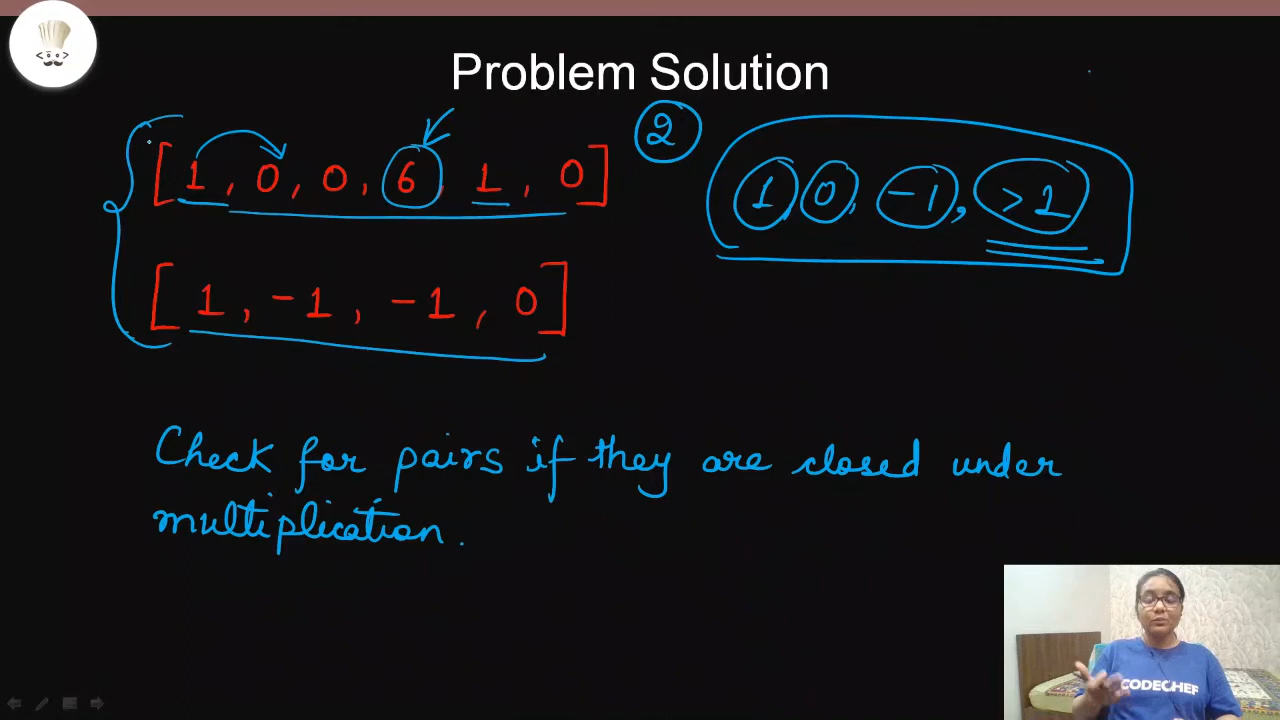 Problem Solution
[ 1, 0, 0, 6, 1, 0 ]
2
1, 0, -1, > 1
[ 1, -1, -1, 0 ]
Check for pairs if they are closed under
multiplication.
CODECHEF